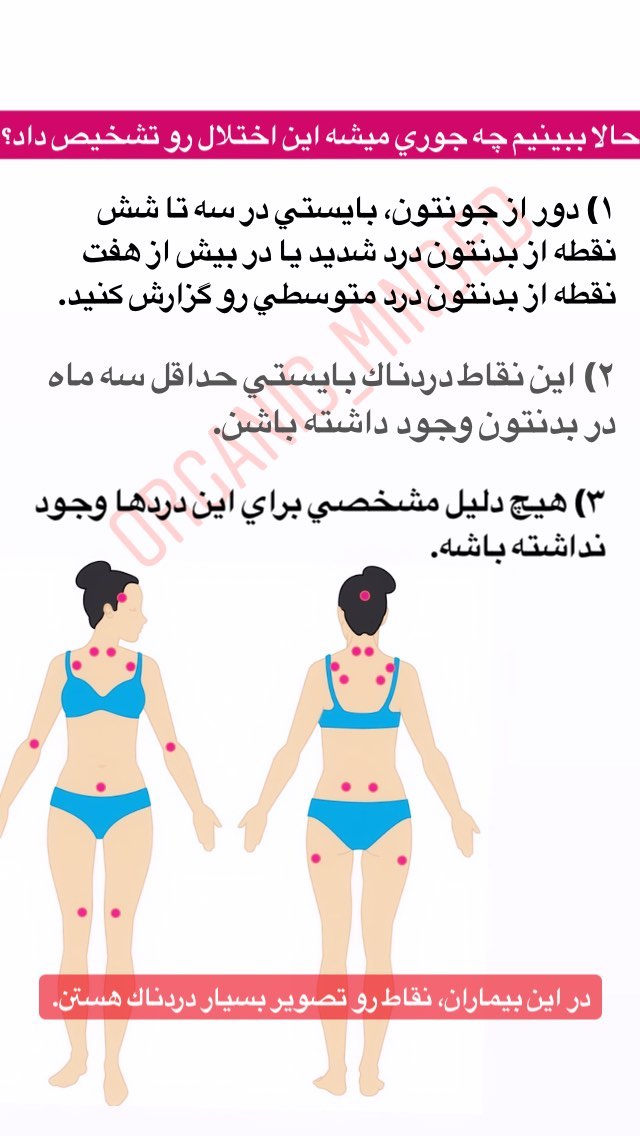 حالا ببينيم چه جوري ميشه اين اختلال رو تشخيص داد؟
۱) دور از جونتون، بايستي در سه تا شش
نقطه از بدنتون درد شديد يا در بيش از هفت
نقطه از بدنتون درد متوسطي رو گزارش كنيد.
۲) اين نقاط دردناك بايستي حداقل سه ماه
در بدنتون وجود داشته باشن.
۳) هيچ دليل مشخصي براي اين دردها وجود
نداشته باشه.
ORGANIC_MINDED
در اين بيماران، نقاط رو تصوير بسيار دردناك هستن.